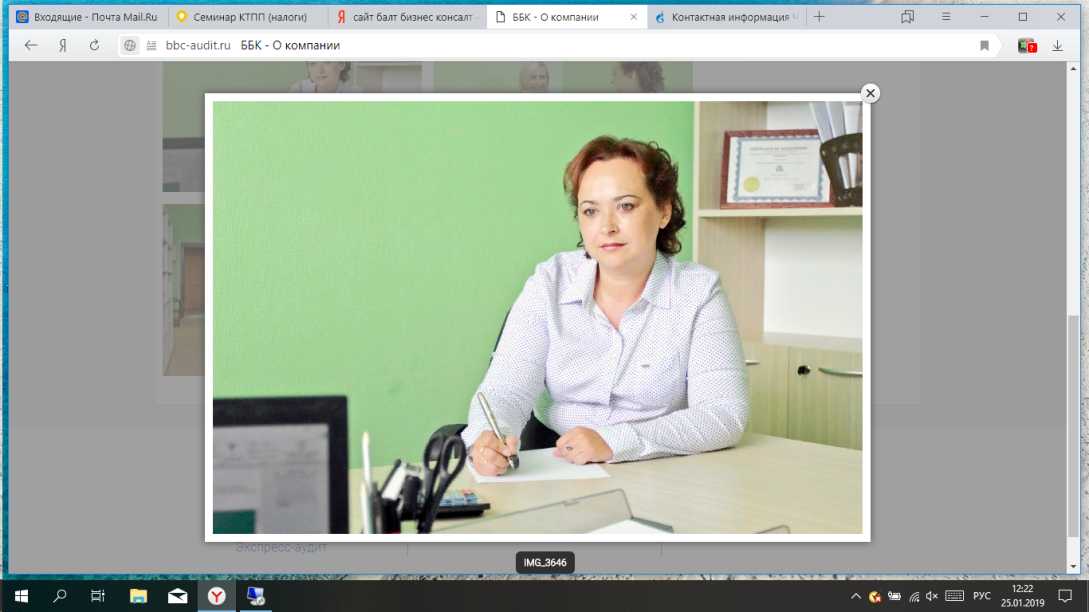 Входящие - Почта Mail.Ru
Семинар КТПП (налоги)
сайт балт бизнес консалт
ББК - О компании
Контактная информация
bbc-audit.ru ББК - О компании
Экспресс-аудит
IMG_3646
РУС
12:22
25.01.2019